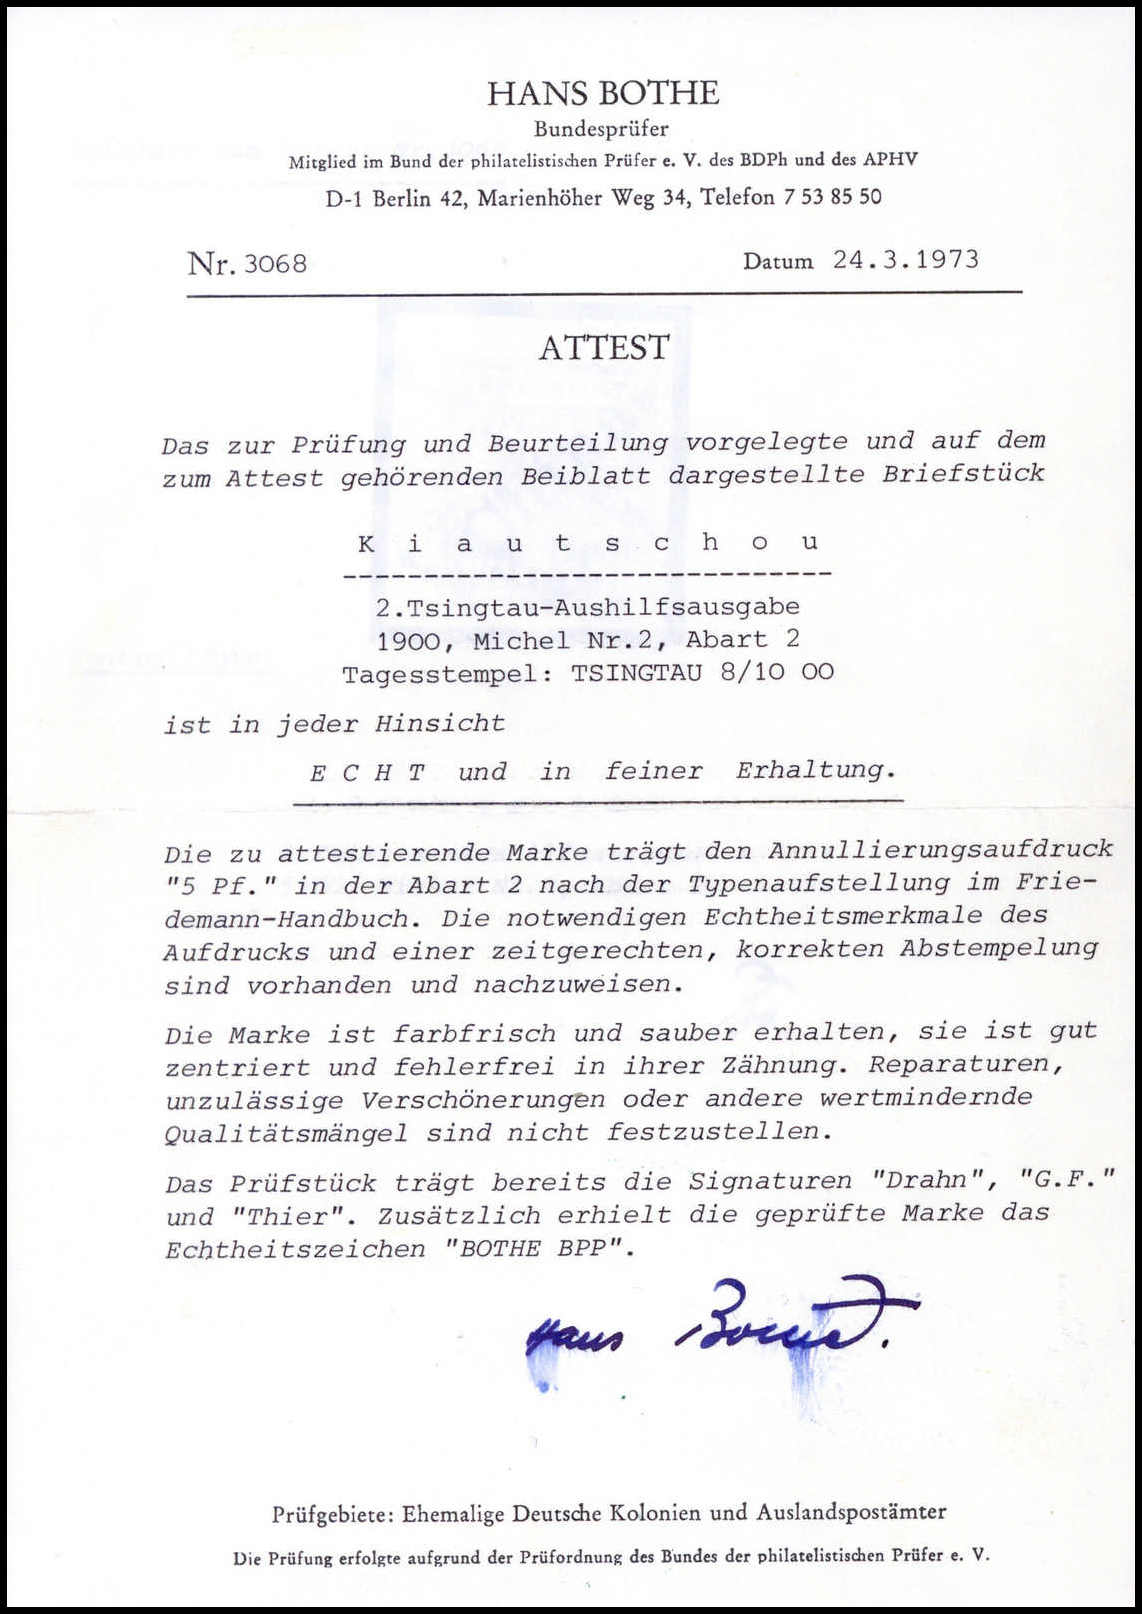 HANS BOTHE
Bundesprüfer
Mitglied im Bund der philatelistischen Prüfer e. V. des BDPh und des APHV
D-1 Berlin 42, Marienhöher Weg 34, Telefon 7 53 85 50
Nr. 3068 Datum 24.3.1973
ATTEST
Das zur Prüfung und Beurteilung vorgelegte und auf dem
zum Attest gehörenden Beiblatt dargestellte Briefstück
K i a u t s c h o u
------------------------------
2.Tsingtau-Aushilfsausgabe
1900, Michel Nr.2, Abart 2
Tagesstempel: TSINGTAU 8/10 00
ist in jeder Hinsicht
E C H T und in feiner Erhaltung.
Die zu attestierende Marke trägt den Annullierungsaufdruck
"5 Pf." in der Abart 2 nach der Typenaufstellung im Frie-
demann-Handbuch. Die notwendigen Echtheitsmerkmale des
Aufdrucks und einer zeitgerechten, korrekten Abstempelung
sind vorhanden und nachzuweisen.
Die Marke ist farbfrisch und sauber erhalten, sie ist gut
zentriert und fehlerfrei in ihrer Zähnung. Reparaturen,
unzulässige Verschönerungen oder andere wertmindernde
Qualitätsmängel sind nicht festzustellen.
Das Prüfstück trägt bereits die Signaturen "Drahn", "G.F."
und "Thier". Zusätzlich erhielt die geprüfte Marke das
Echtheitszeichen "BOTHE BPP".
Hans Bothe.
Prüfgebiete: Ehemalige Deutsche Kolonien und Auslandspostämter
Die Prüfung erfolgte aufgrund der Prüfordnung des Bundes der philatelistischen Prüfer e. V.